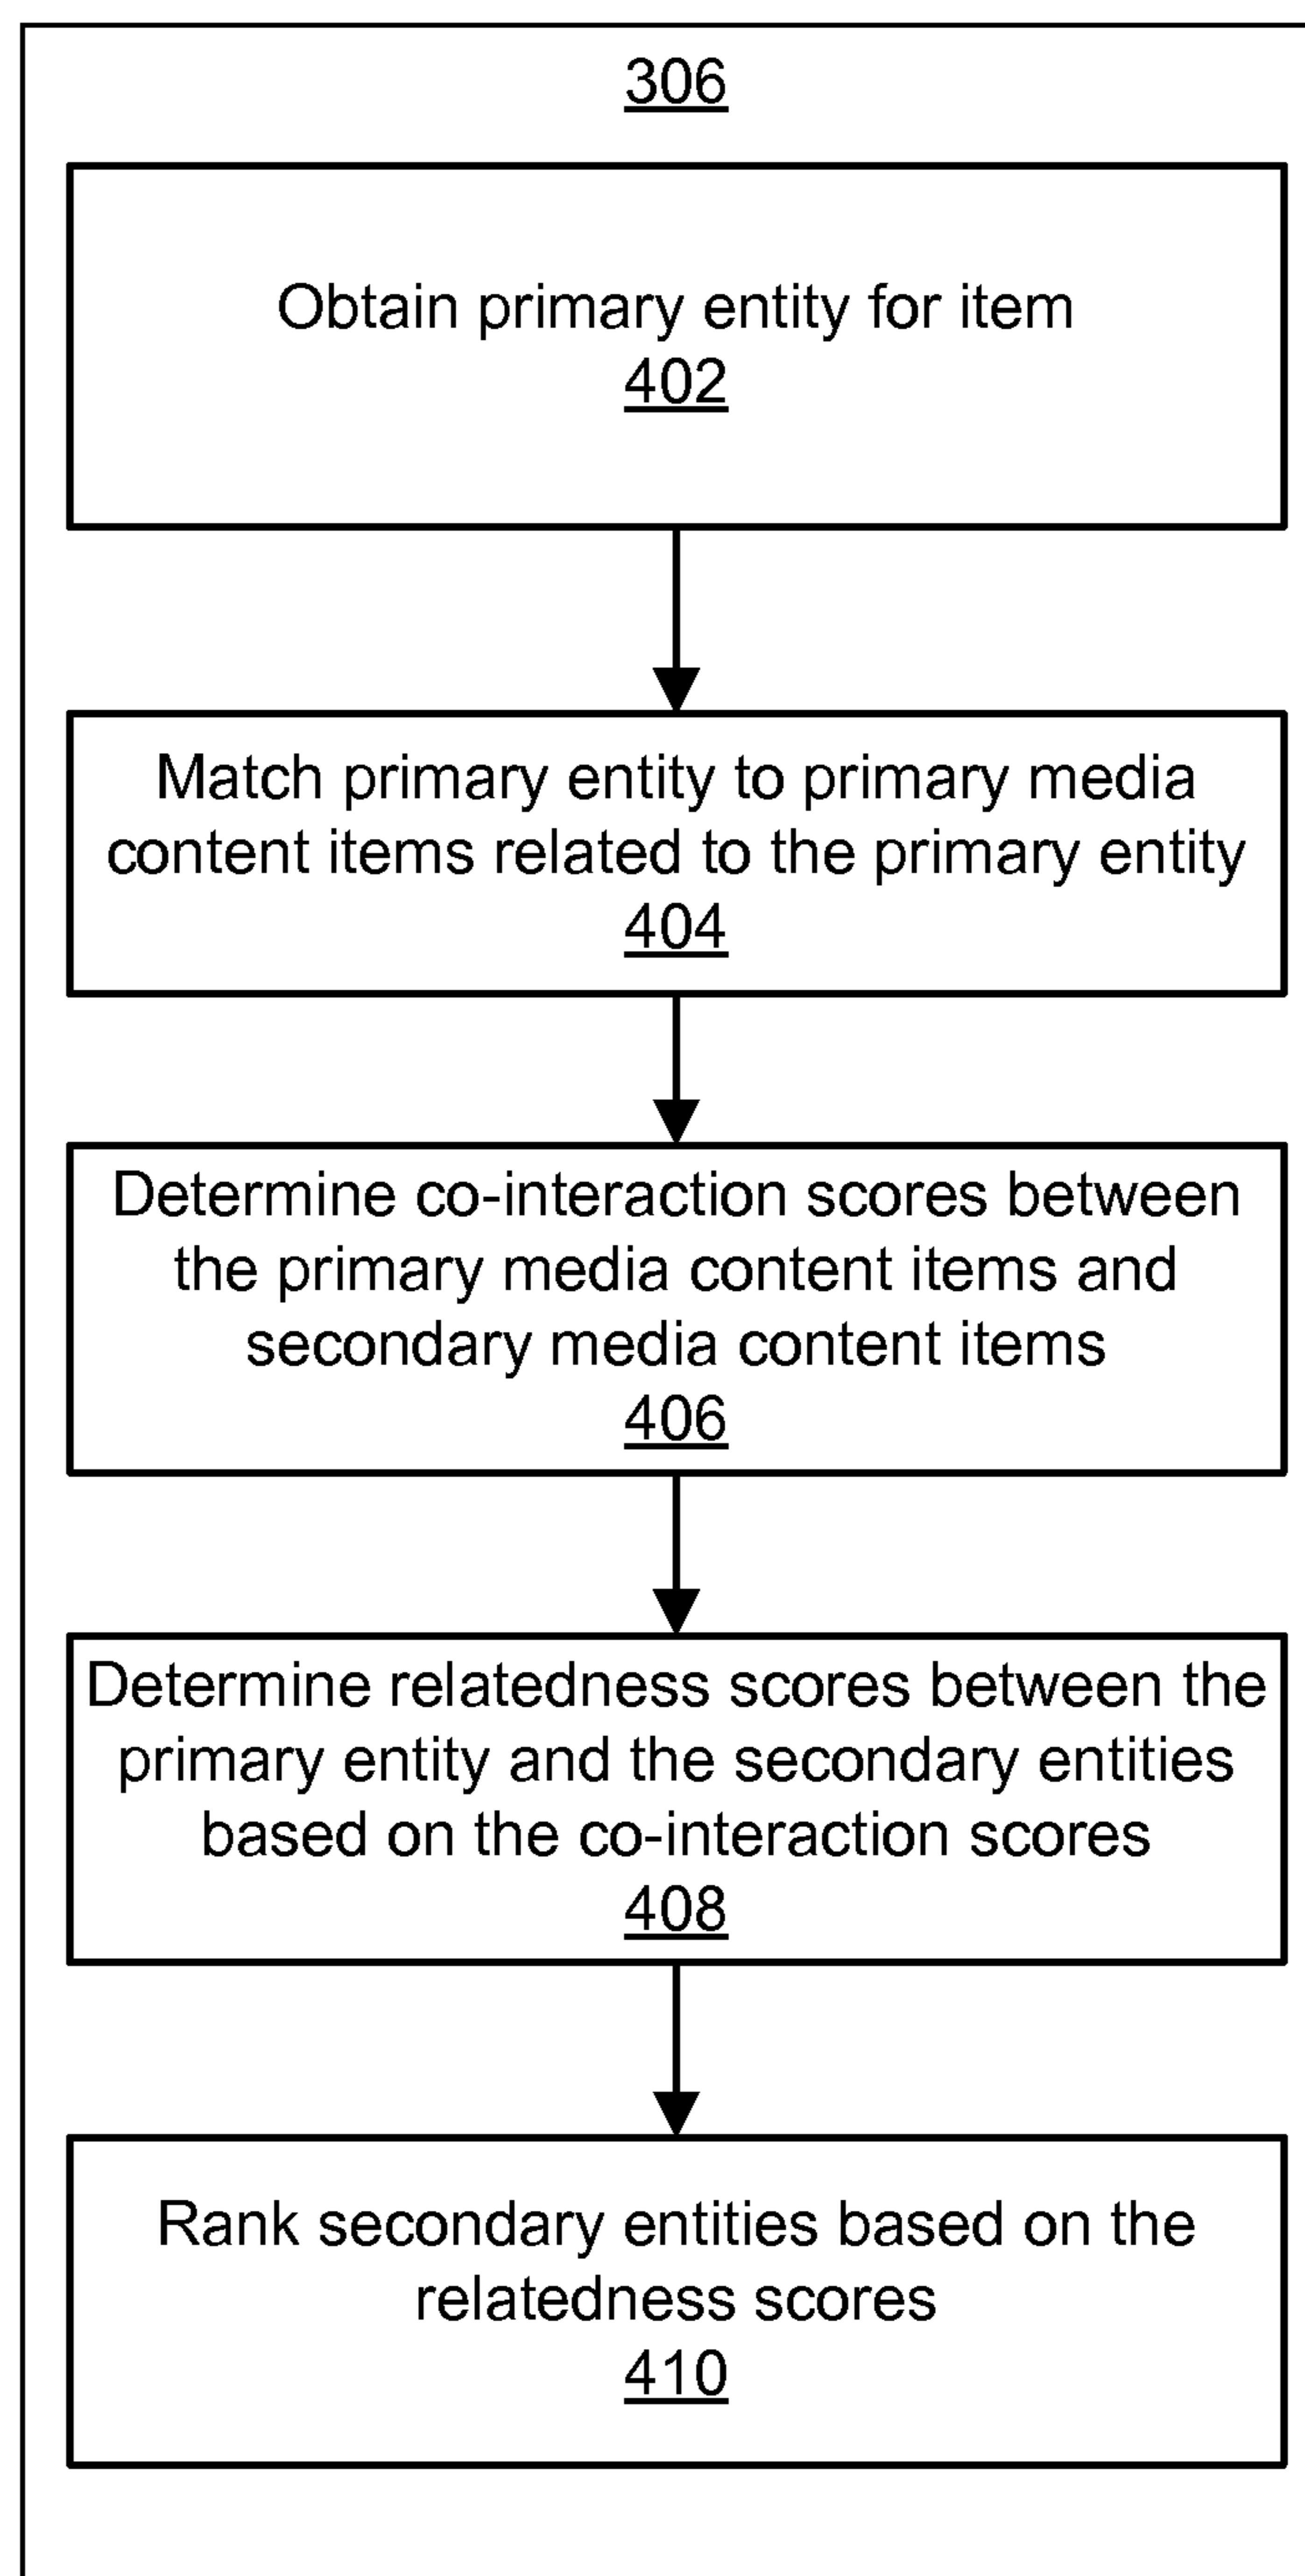 306
Obtain primary entity for item
402
Match primary entity to primary media
content items related to the primary entity
404
Determine co-interaction scores between
the primary media content items and
secondary media content items
406
Determine relatedness scores between the
primary entity and the secondary entities
based on the co-interaction scores
408
Rank secondary entities based on the
relatedness scores
410